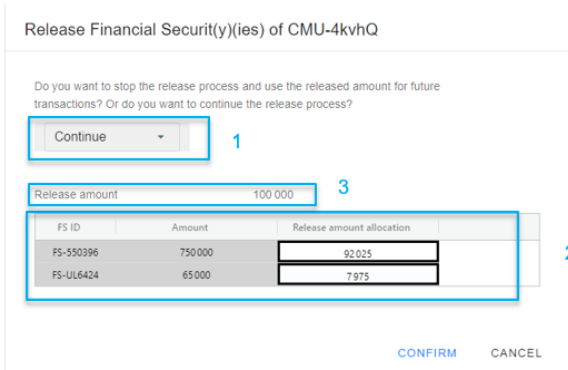 Release Financial Securit(y)(ies) of CMU-4kvhQ
Do you want to stop the release process and use the released amount for future
transactions? Or do you want to continue the release process?
Continue
1
Release amount 100 000
3
FS ID Amount Release amount allocation
FS-550396 750 000 92 025
2
FS-UL6424 65 000 7 975
CONFIRM CANCEL